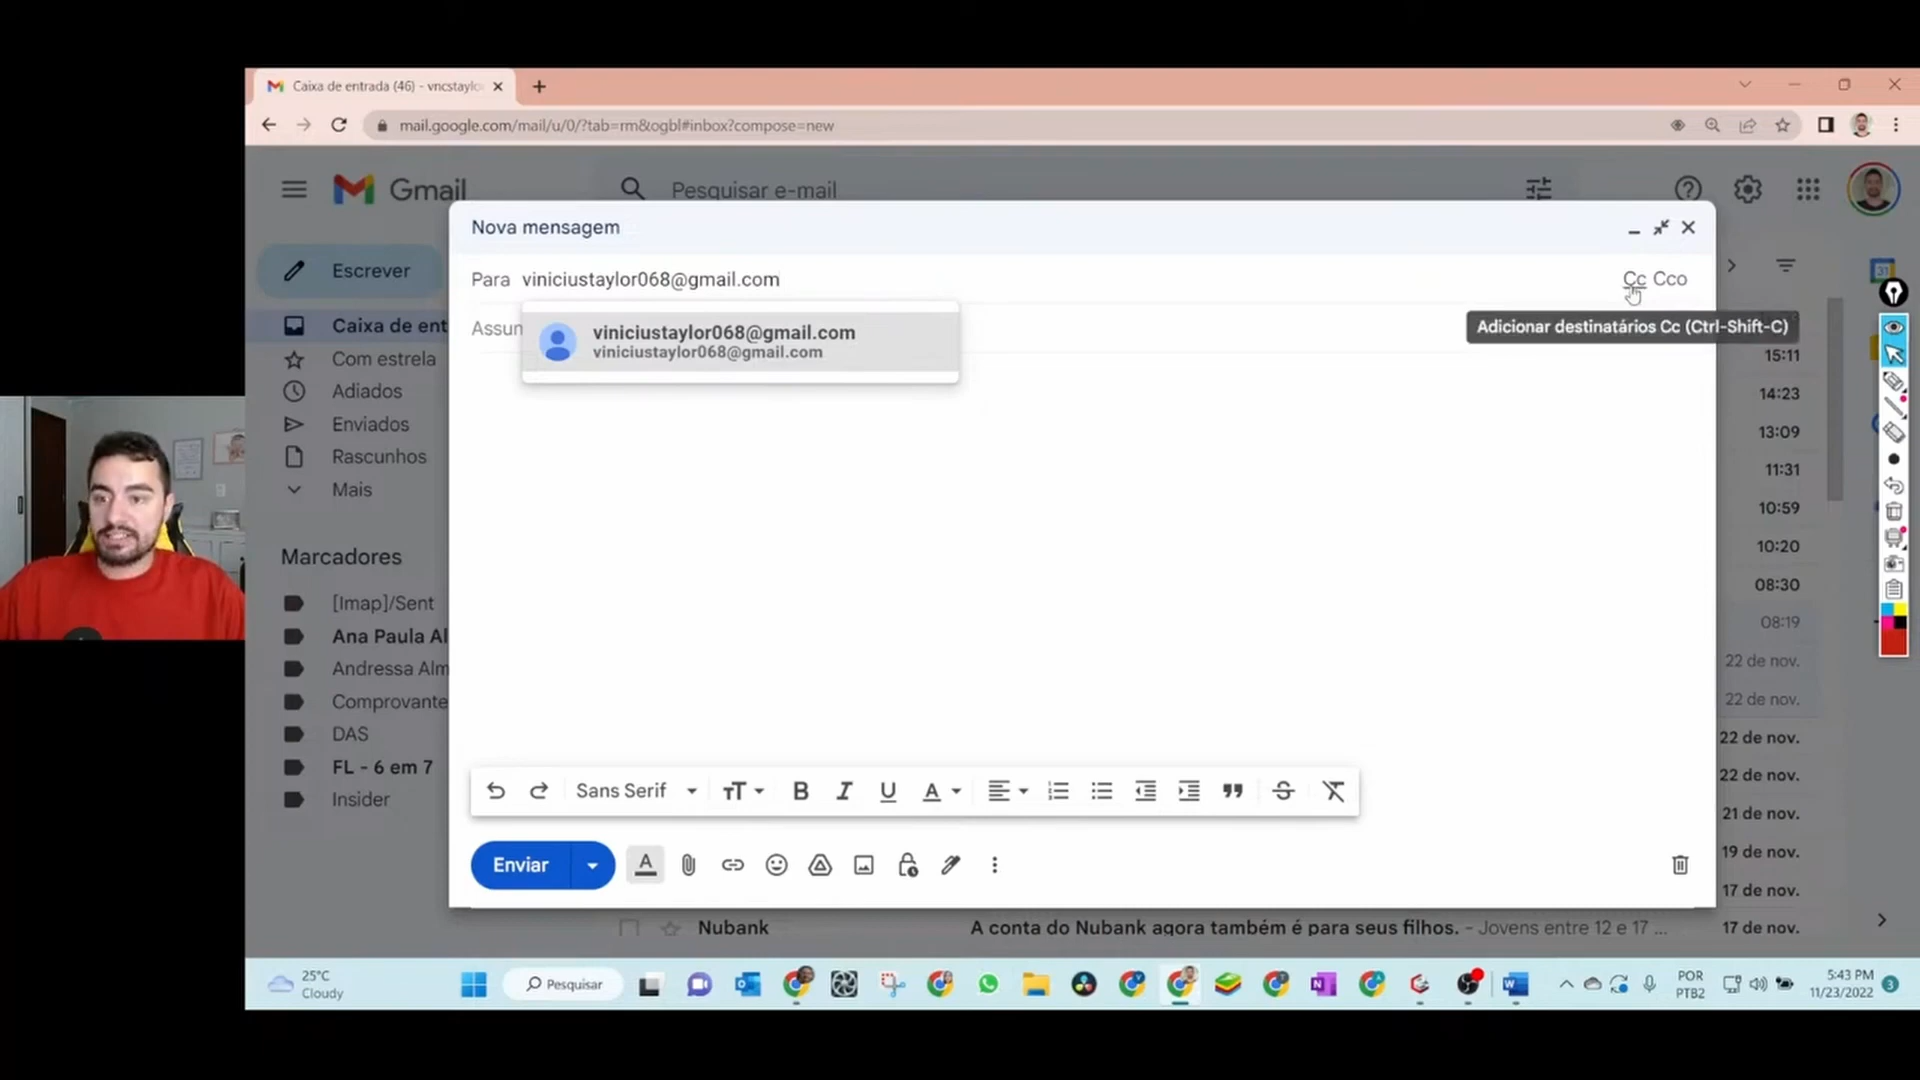 Caixa de entrada (46) - vncstaylo
mail.google.com/mail/u/0/?tab=rm&ogbl#inbox?compose=new
Gmail
Pesquisar e-mail
Escrever
Caixa de ent
Com estrela
Adiados
Enviados
Rascunhos
Mais
Marcadores
[Imap]/Sent
Ana Paula Al
Andressa Alm
Comprovante
DAS
FL - 6 em 7
Insider
Nova mensagem
Para viniciustaylor068@gmail.com
Cc Cco
Assun
viniciustaylor068@gmail.com
viniciustaylor068@gmail.com
Adicionar destinatários Cc (Ctrl-Shift-C)
31
15:11
14:23
13:09
11:31
10:59
10:20
08:30
08:19
22 de nov.
22 de nov.
22 de nov.
22 de nov.
21 de nov.
19 de nov.
17 de nov.
17 de nov.
Sans Serif
Enviar
Nubank
A conta do Nubank agora também é para seus filhos. - Jovens entre 12 e 17 ...
25°C
Cloudy
Pesquisar
POR
PTB2
5:43 PM
11/23/2022
3